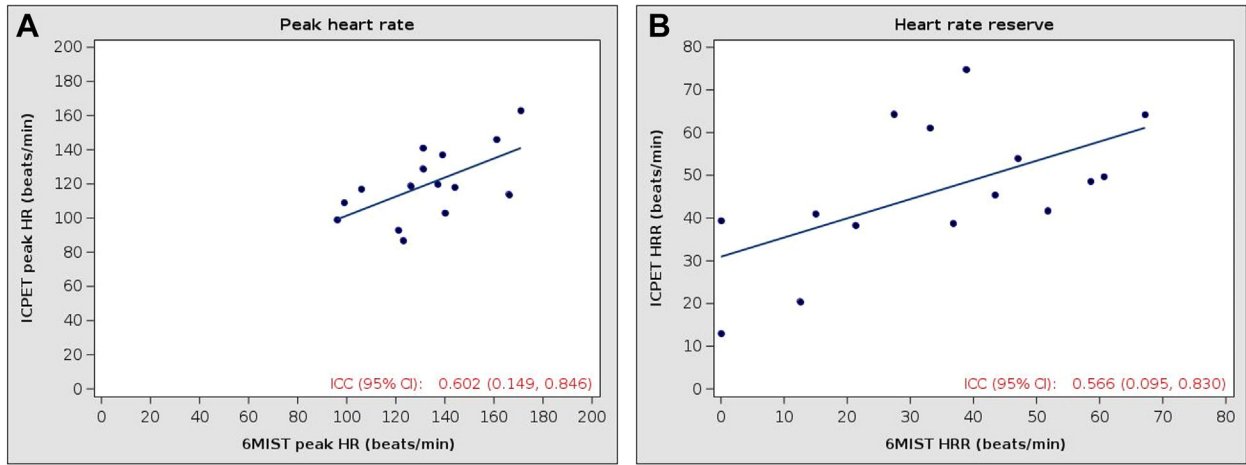 A
Peak heart rate
ICPET peak HR (beats/min)
200
180
160
140
120
100
80
60
40
20
0
ICC (95% CI): 0.602 (0.149, 0.846)
0 20 40 60 80 100 120 140 160 180 200
6MIST peak HR (beats/min)
B
Heart rate reserve
ICPET HRR (beats/min)
80
70
60
50
40
30
20
10
0
ICC (95% CI): 0.566 (0.095, 0.830)
0 10 20 30 40 50 60 70 80
6MIST HRR (beats/min)